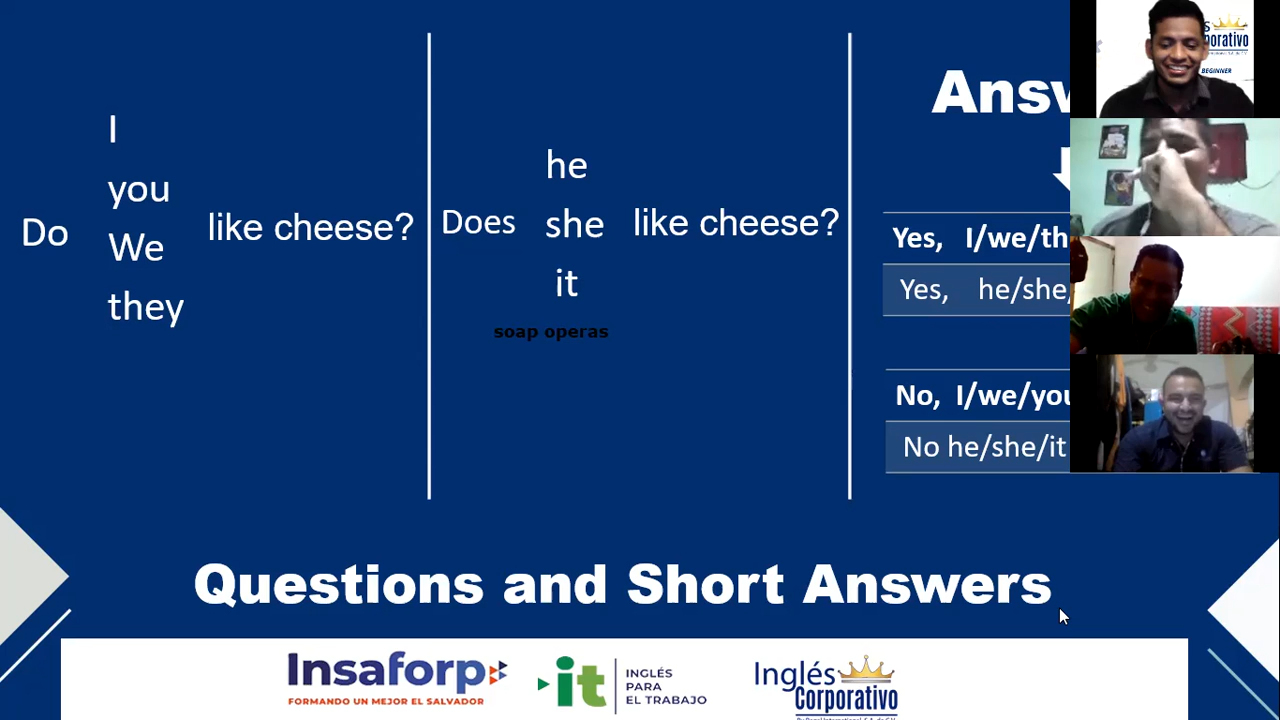 Do
I
you
We
they
like cheese?
Does
he
she
it
like cheese?
soap operas
Yes, I/we/th
Yes, he/she/
No, I/we/you
No he/she/it
Questions and Short Answers
Insaforp
FORMANDO UN MEJOR EL SALVADOR
it
INGLÉS
PARA
EL TRABAJO
Inglés
Corporativo
BEGINNER